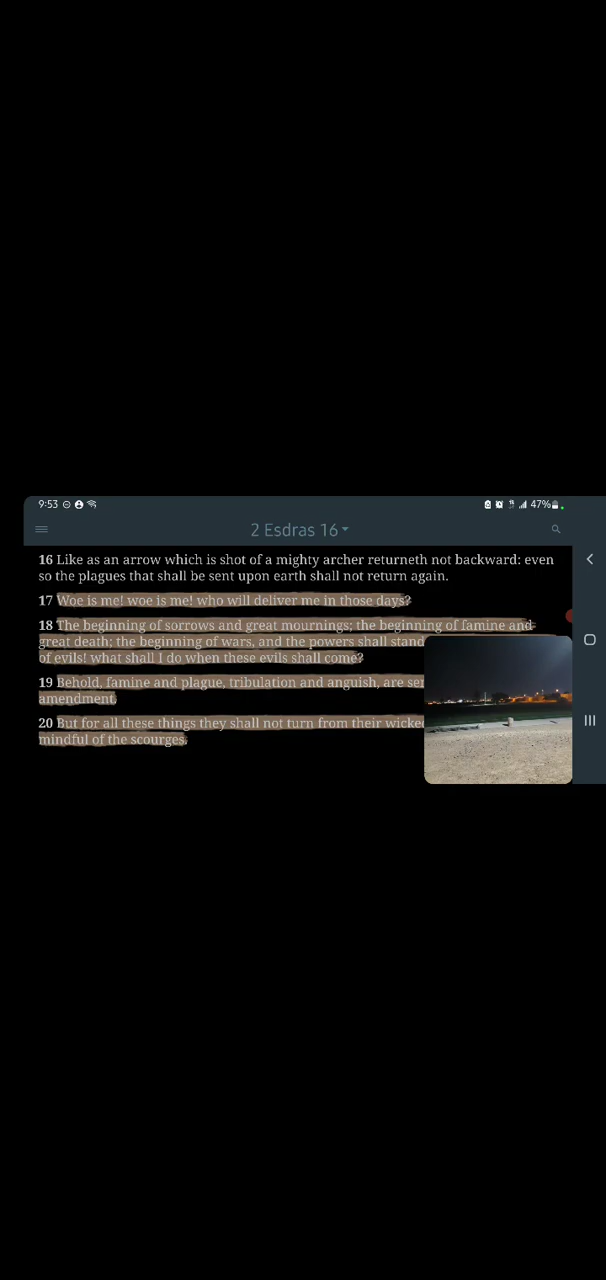 9:53
47%
2 Esdras 16
16 Like as an arrow which is shot of a mighty archer returneth not backward: even
so the plagues that shall be sent upon earth shall not return again.
17 Woe is me! woe is me! who will deliver me in those days?
18 The beginning of sorrows and great mournings; the beginning of famine and
great death; the beginning of wars, and the powers shall stand
of evils! what shall I do when these evils shall come?
19 Behold, famine and plague, tribulation and anguish, are
amendment.
20 But for all these things they shall not turn from their
mindful of the scourges.